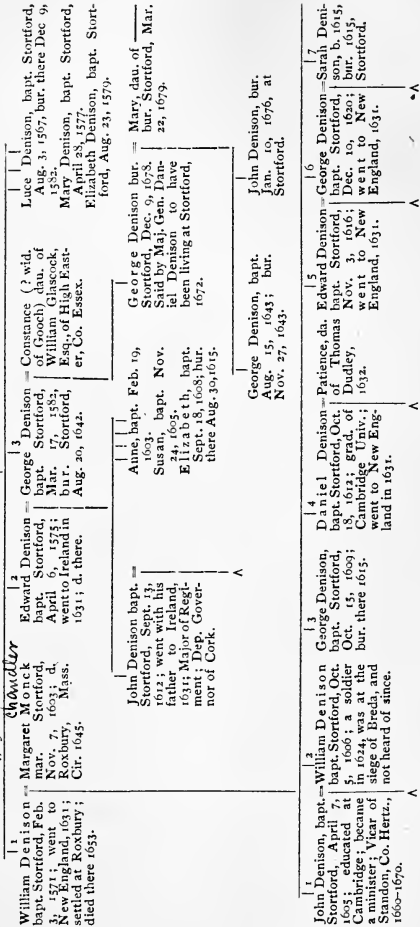 Chandler
1
William Denison =
bapt. Stortford, Feb.
3, 1571; went to
New England, 1631;
settled at Roxbury;
died there 1653.
Margaret Monck
mar. Stortford,
Nov. 7, 1603; d.
Roxbury, Mass.
Cir. 1645.
2
Edward Denison =
bapt. Stortford,
April 6, 1575;
went to Ireland in
1631; d. there.
3
George Denison =
bapt. Stortford,
Mar. 17, 1582,
bur. Stortford,
Aug. 20, 1642.
Constance (? wid.
of Gooch) dau. of
William Glascock,
Esq., of High East-
er, Co. Essex.
Luce Denison, bapt. Stortford,
Aug. 3, 1567, bur. there Dec 9,
1582.
Mary Denison, bapt. Stortford,
April 28, 1577.
Elizabeth Denison, bapt. Stort-
ford, Aug. 23, 1579.
John Denison bapt. =
Stortford, Sept. 13,
1612; went with his
father to Ireland,
1631; Major of Regi-
ment; Dep. Gover-
nor of Cork.
Anne, bapt. Feb. 19,
1603.
Susan, bapt. Nov.
24, 1605.
Elizabeth, bapt.
Sept. 18, 1608; bur.
there Aug. 30, 1615.
George Denison bur. =
Stortford, Dec. 9, 1678.
Said by Maj. Gen. Dan-
iel Denison to have
been living at Stortford,
1672.
Mary, dau. of ——
bur. Stortford, Mar.
22, 1679.
George Denison, bapt.
Aug. 15, 1643; bur.
Nov. 27, 1643.
John Denison, bur.
Jan. 10, 1676, at
Stortford.
1
John Denison, bapt. =
Stortford, April 7,
1605; educated at
Cambridge; became
a minister; Vicar of
Standon, Co. Hertz.,
1660-1670.
2
William Denison
bapt. Stortford, Oct.
5, 1606; a soldier
in 1624, was at the
siege of Breda, and
not heard of since.
3
George Denison,
bapt. Stortford,
Oct. 15, 1609;
bur. there 1615.
4
Daniel Denison =
bapt. Stortford, Oct.
18, 1612; grad. of
Cambridge Univ.;
went to New Eng-
land in 1631.
Patience, da.
of Thomas
Dudley,
1632.
5
Edward Denison =
bapt. Stortford,
Nov. 3, 1616;
went to New
England, 1631.
6
George Denison =
bapt. Stortford,
Dec. 10, 1620;
went to New
England, 1631.
7
Sarah Deni-
son, b. 1615,
bur. 1615,
Stortford.